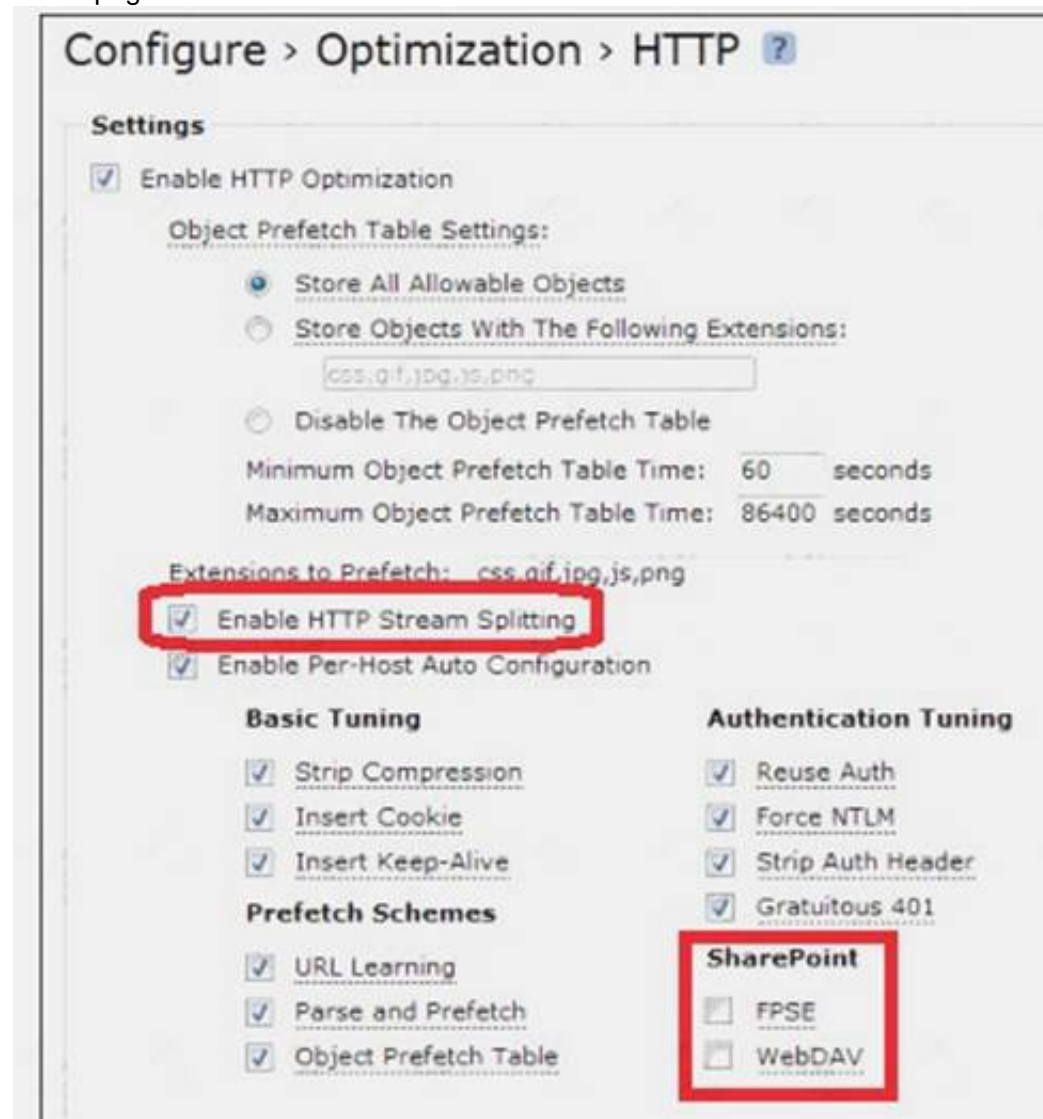 Configure > Optimization > HTTP ?
Settings
Enable HTTP Optimization
Object Prefetch Table Settings:
Store All Allowable Objects
Store Objects With The Following Extensions:
css,gif,jpg,js,png
Disable The Object Prefetch Table
Minimum Object Prefetch Table Time: 60 seconds
Maximum Object Prefetch Table Time: 86400 seconds
Extensions to Prefetch: css,gif,jpg,js,png
Enable HTTP Stream Splitting
Enable Per-Host Auto Configuration
Basic Tuning
Strip Compression
Insert Cookie
Insert Keep-Alive
Prefetch Schemes
URL Learning
Parse and Prefetch
Object Prefetch Table
Authentication Tuning
Reuse Auth
Force NTLM
Strip Auth Header
Gratuitous 401
SharePoint
FPSE
WebDAV